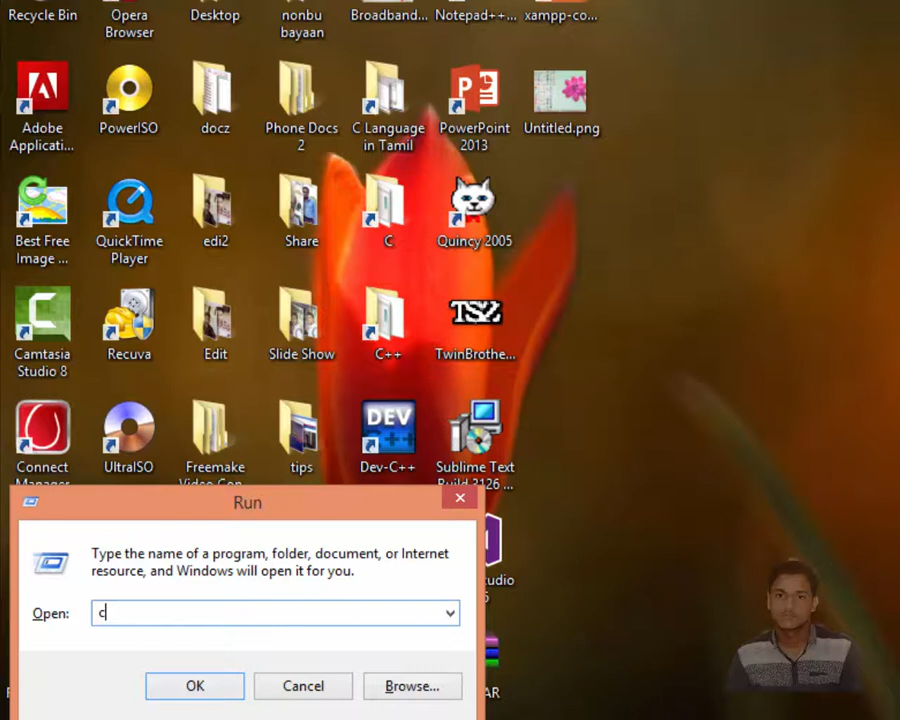 Recycle Bin
Opera
Browser
Desktop
nonbu
bayaan
Broadband...
Notepad++...
xampp-co...
Adobe
Applicati...
PowerISO
docz
Phone Docs
2
C Language
in Tamil
PowerPoint
2013
Untitled.png
Best Free
Image ...
QuickTime
Player
edi2
Share
C
Quincy 2005
TSZ
Camtasia
Studio 8
Recuva
Edit
Slide Show
C++
TwinBrothe...
DEV
C++
Connect
Manager
UltraISO
Freemake
Video Con...
tips
Dev-C++
Sublime Text
Build 3126 ...
Run
Type the name of a program, folder, document, or Internet
resource, and Windows will open it for you.
Open:
c
OK
Cancel
Browse...